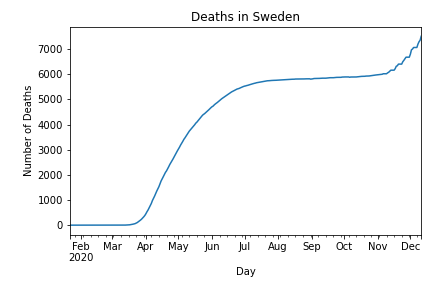 Deaths in Sweden
Number of Deaths
7000
6000
5000
4000
3000
2000
1000
0
Feb Mar Apr May Jun Jul Aug Sep Oct Nov Dec
2020
Day